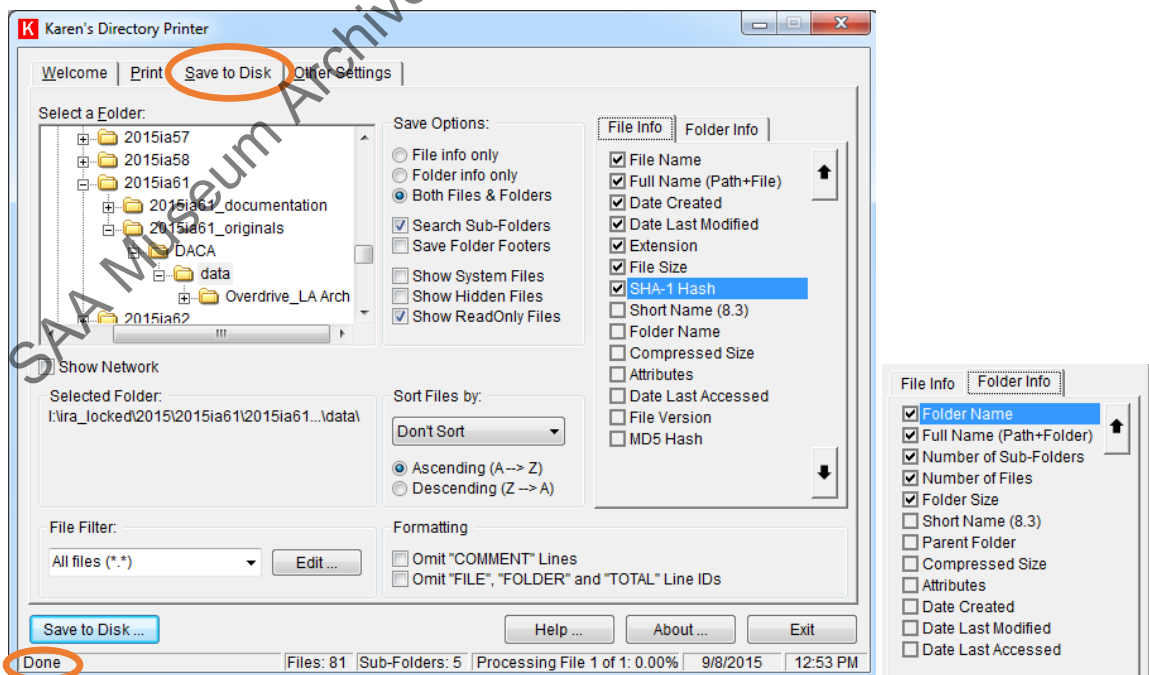 K Karen's Directory Printer
Welcome Print Save to Disk Other Settings
Select a Folder:
2015ia57
2015ia58
2015ia61
2015ia61_documentation
2015ia61_originals
DACA
data
Overdrive_LA Arch
2015ia62
Show Network
Selected Folder:
I:\ira_locked\2015\2015ia61\2015ia61...\data\
File Filter:
All files (*.*)
Edit ...
Save Options:
File info only
Folder info only
Both Files & Folders
Search Sub-Folders
Save Folder Footers
Show System Files
Show Hidden Files
Show ReadOnly Files
Sort Files by:
Don't Sort
Ascending (A--> Z)
Descending (Z --> A)
Formatting
Omit "COMMENT" Lines
Omit "FILE", "FOLDER" and "TOTAL" Line IDs
File Info Folder Info
File Name
Full Name (Path+File)
Date Created
Date Last Modified
Extension
File Size
SHA-1 Hash
Short Name (8.3)
Folder Name
Compressed Size
Attributes
Date Last Accessed
File Version
MD5 Hash
Save to Disk ...
Help ...
About ...
Exit
Done
Files: 81
Sub-Folders: 5
Processing File 1 of 1: 0.00%
9/8/2015
12:53 PM
File Info Folder Info
Folder Name
Full Name (Path+Folder)
Number of Sub-Folders
Number of Files
Folder Size
Short Name (8.3)
Parent Folder
Compressed Size
Attributes
Date Created
Date Last Modified
Date Last Accessed
SAA Museum Archive